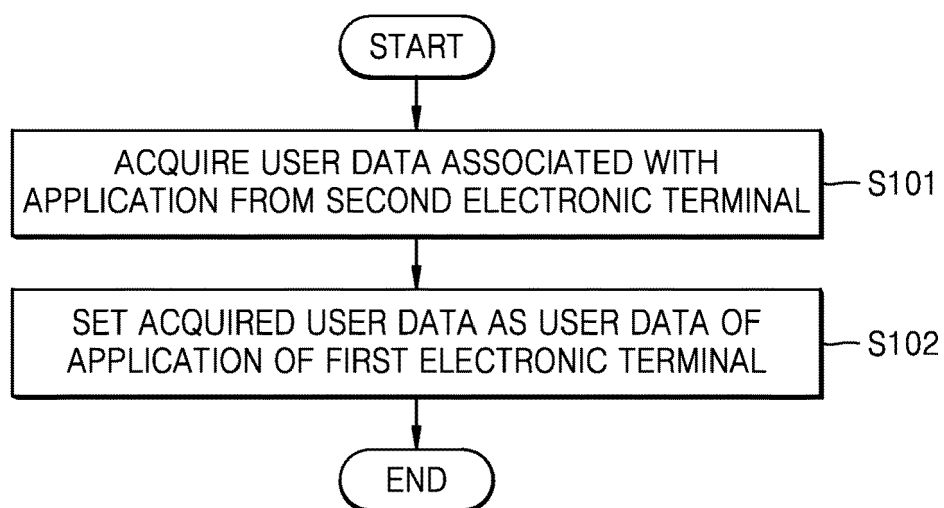 START
ACQUIRE USER DATA ASSOCIATED WITH
APPLICATION FROM SECOND ELECTRONIC TERMINAL
S101
SET ACQUIRED USER DATA AS USER DATA OF
APPLICATION OF FIRST ELECTRONIC TERMINAL
S102
END